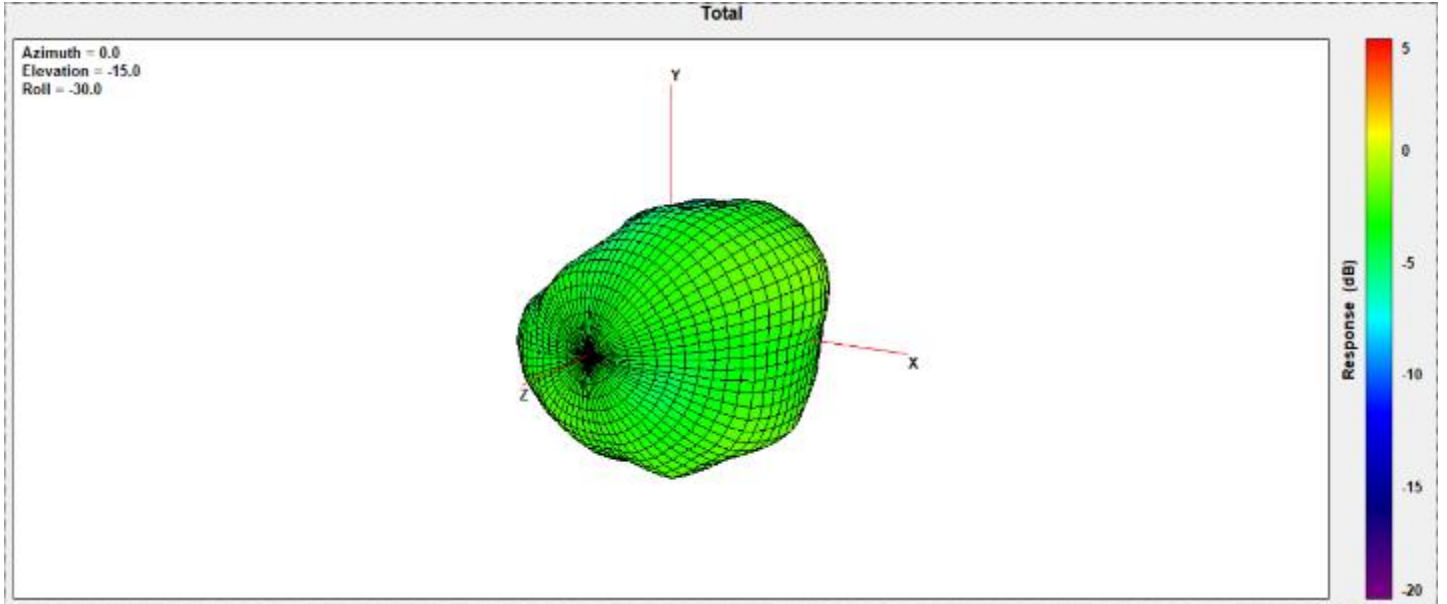 Total
Azimuth = 0.0
Elevation = -15.0
Roll = -30.0
Y
X
Z
5
0
-5
-10
-15
-20
Response (dB)